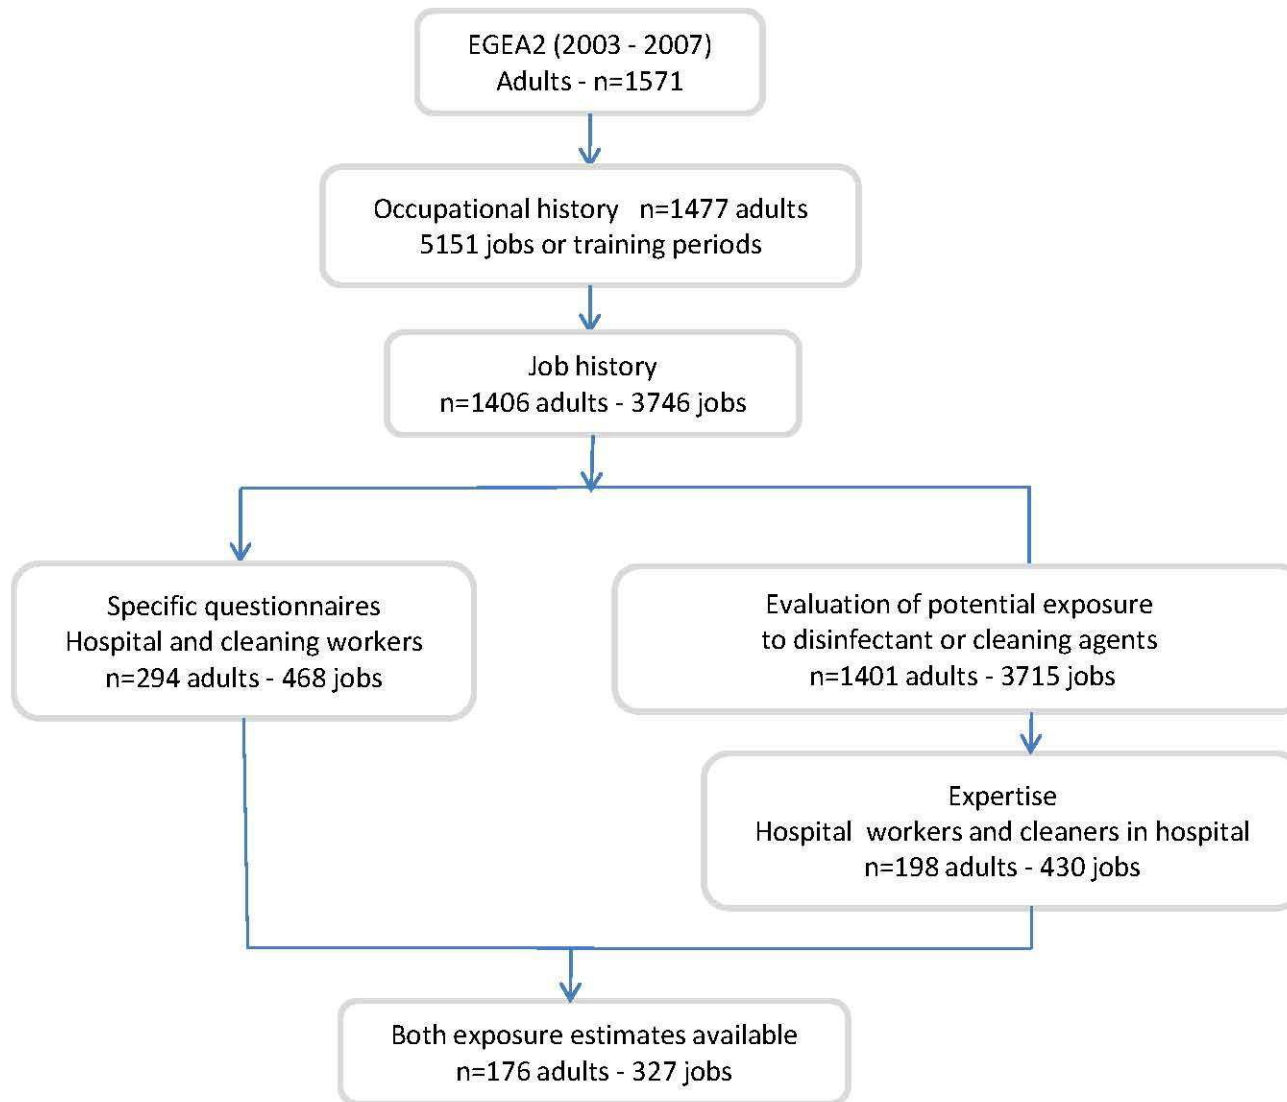 EGEA2 (2003 - 2007)
Adults - n=1571
Occupational history n=1477 adults
5151 jobs or training periods
Job history
n=1406 adults - 3746 jobs
Specific questionnaires
Hospital and cleaning workers
n=294 adults - 468 jobs
Evaluation of potential exposure
to disinfectant or cleaning agents
n=1401 adults - 3715 jobs
Expertise
Hospital workers and cleaners in hospital
n=198 adults - 430 jobs
Both exposure estimates available
n=176 adults - 327 jobs